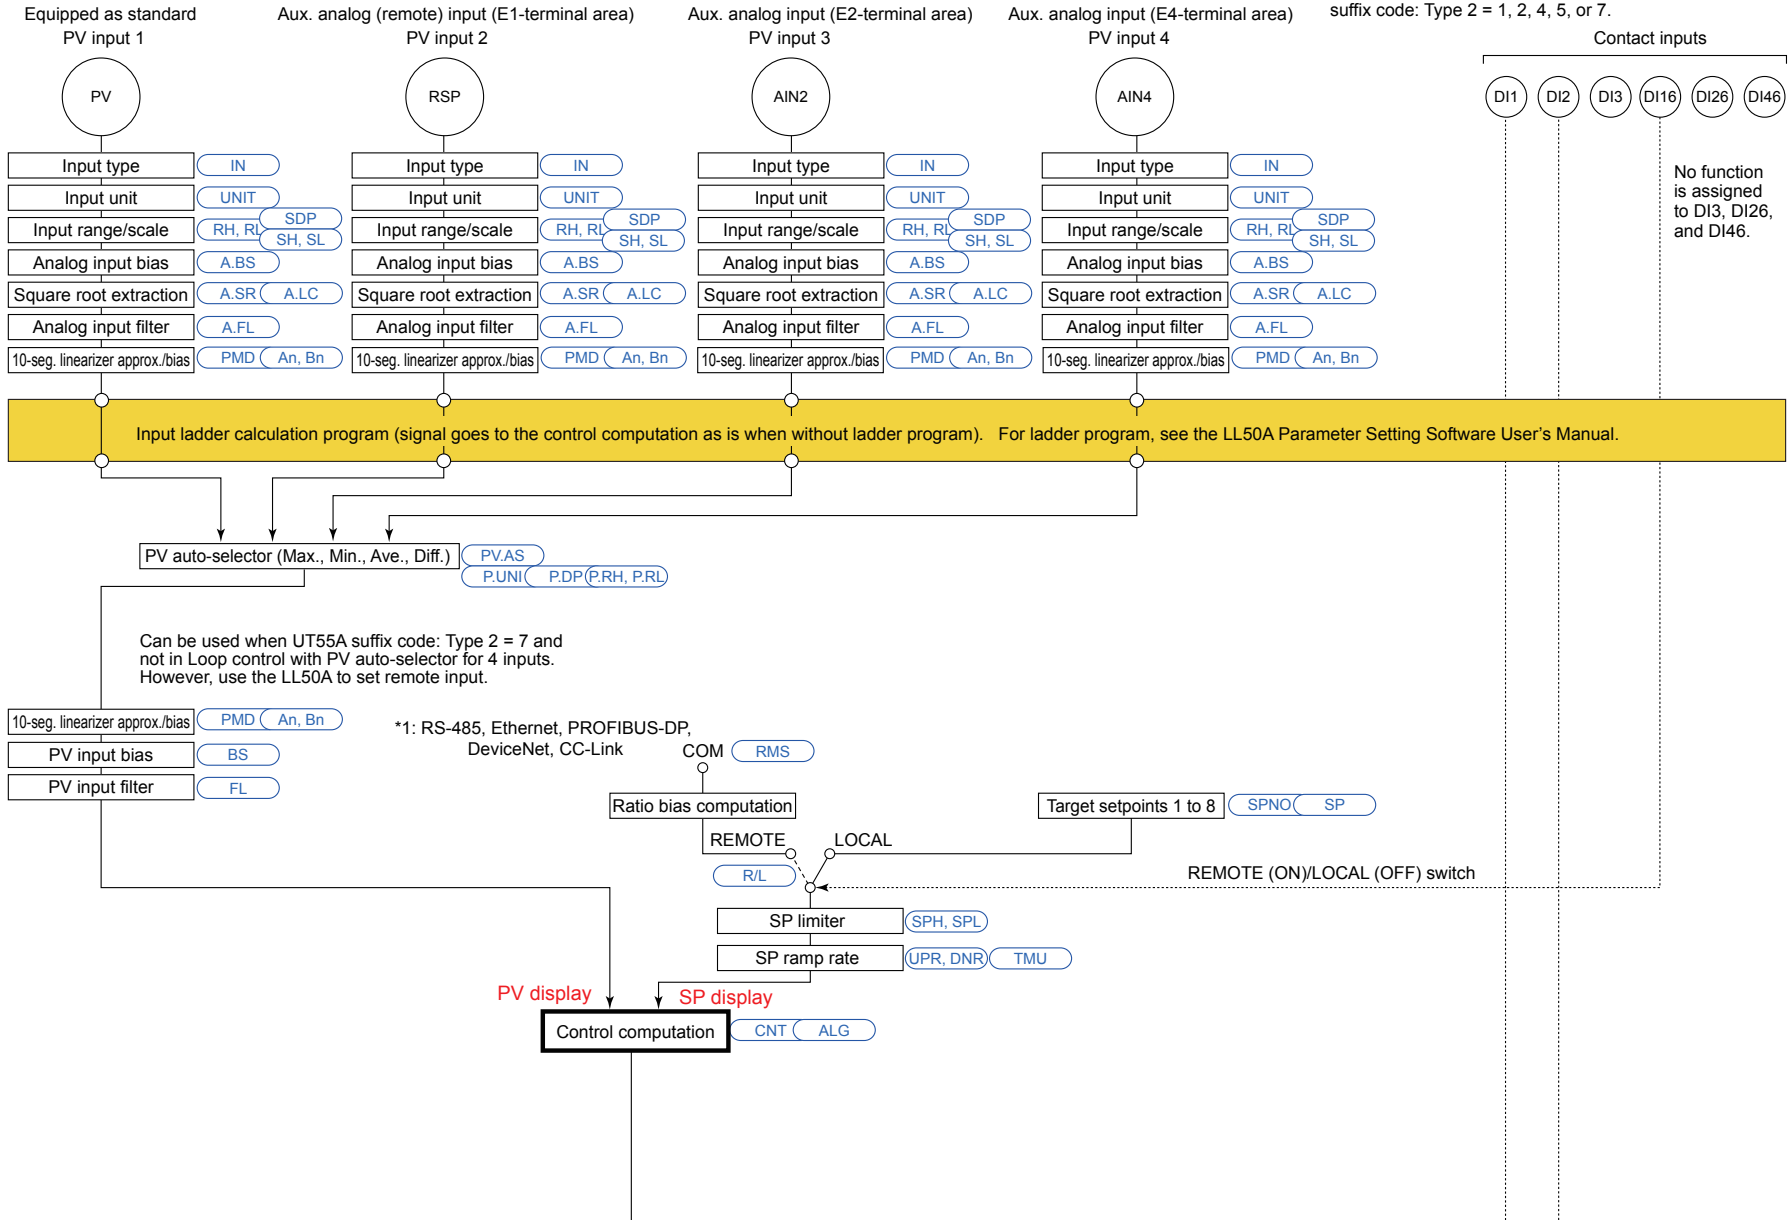 Equipped as standard
PV input 1
Aux. analog (remote) input (E1-terminal area)
PV input 2
Aux. analog input (E2-terminal area)
PV input 3
Aux. analog input (E4-terminal area)
PV input 4
suffix code: Type 2 = 1, 2, 4, 5, or 7.
Contact inputs
PV
RSP
AIN2
AIN4
DI1
DI2
DI3
DI16
DI26
DI46
Input type IN
Input unit UNIT
Input range/scale RH, RL SDP SH, SL
Analog input bias A.BS
Square root extraction A.SR A.LC
Analog input filter A.FL
10-seg. linearizer approx./bias PMD An, Bn
Input type IN
Input unit UNIT
Input range/scale RH, RL SDP SH, SL
Analog input bias A.BS
Square root extraction A.SR A.LC
Analog input filter A.FL
10-seg. linearizer approx./bias PMD An, Bn
Input type IN
Input unit UNIT
Input range/scale RH, RL SDP SH, SL
Analog input bias A.BS
Square root extraction A.SR A.LC
Analog input filter A.FL
10-seg. linearizer approx./bias PMD An, Bn
Input type IN
Input unit UNIT
Input range/scale RH, RL SDP SH, SL
Analog input bias A.BS
Square root extraction A.SR A.LC
Analog input filter A.FL
10-seg. linearizer approx./bias PMD An, Bn
No function
is assigned
to DI3, DI26,
and DI46.
Input ladder calculation program (signal goes to the control computation as is when without ladder program). For ladder program, see the LL50A Parameter Setting Software User's Manual.
PV auto-selector (Max., Min., Ave., Diff.) PV.AS
P.UNI P.DP P.RH, P.RL
Can be used when UT55A suffix code: Type 2 = 7 and
not in Loop control with PV auto-selector for 4 inputs.
However, use the LL50A to set remote input.
10-seg. linearizer approx./bias PMD An, Bn
PV input bias BS
PV input filter FL
*1: RS-485, Ethernet, PROFIBUS-DP,
DeviceNet, CC-Link
COM RMS
Ratio bias computation
Target setpoints 1 to 8 SPNO SP
REMOTE
LOCAL
R/L
REMOTE (ON)/LOCAL (OFF) switch
SP limiter SPH, SPL
SP ramp rate UPR, DNR TMU
PV display
SP display
Control computation CNT ALG